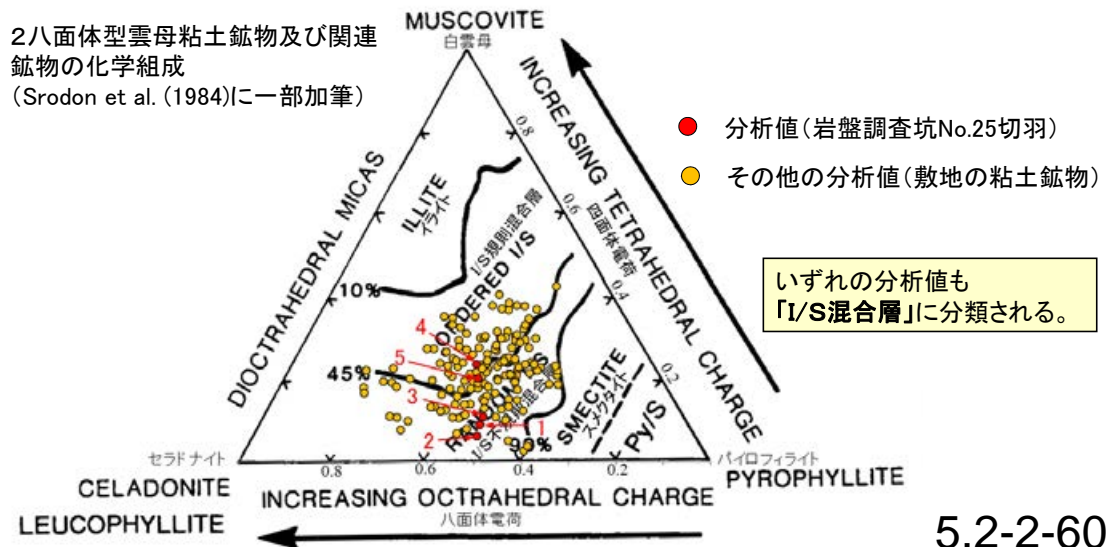 2八面体型雲母粘土鉱物及び関連
鉱物の化学組成
(Srodon et al. (1984)に一部加筆)
MUSCOVITE
白雲母
分析値(岩盤調査坑No.25切羽)
その他の分析値(敷地の粘土鉱物)
いずれの分析値も
「I/S混合層」に分類される。
DIOCTRAHEDRAL MICAS
INCREASING TETRAHEDRAL CHARGE
四面体電荷
0.8
0.6
0.4
0.2
ILLITE
イライト
I/S規則混合層
ORDERED I/S
10%
45%
4
5
3
2
1
I/S不規則混合層
SMECTITE
スメクタイト
Py/S
セラドナイト
パイロフィライト
0.8
0.6
0.4
0.2
CELADONITE
LEUCOPHYLLITE
INCREASING OCTRAHEDRAL CHARGE
八面体電荷
PYROPHYLLITE
5.2-2-60